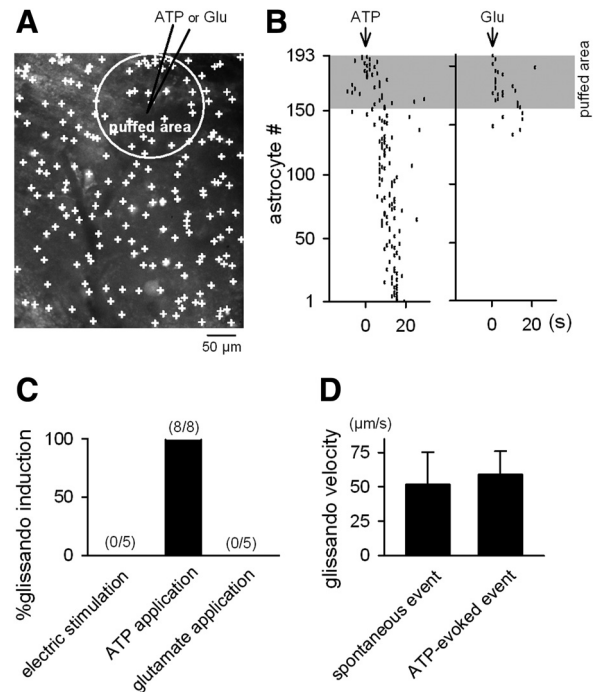 A
ATP or Glu
puffed area
50 µm
B
ATP
Glu
193
150
100
50
1
astrocyte #
puffed area
0 20
0 20 (s)
C
(8/8)
100
50
0
(0/5)
(0/5)
%glissando induction
electric stimulation
ATP application
glutamate application
D
(µm/s)
75
50
25
0
glissando velocity
spontaneous event
ATP-evoked event